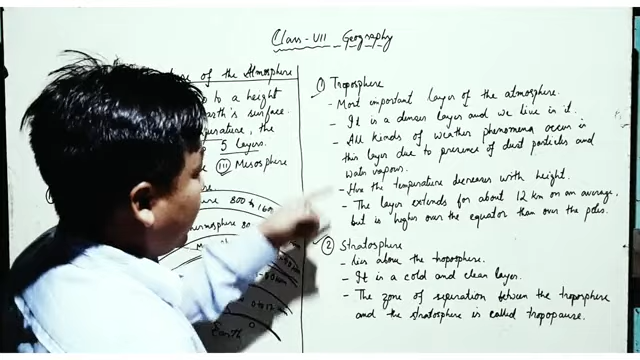 Class-VII Geography
of the Atmosphere
to a height
Earth's surface.
the
5 layers.
(III) Mesosphere
800 to
80
Earth
① Troposphere
- Most important layer of the atmosphere.
- It is a denser layer and we live in it.
- All kinds of weather phenomena occur in
this layer due to presence of dust particles and
water vapour.
- Here the temperature decreases with height.
- The layer extends for about 12 km on an average,
but is higher over the equator than over the poles.
② Stratosphere
- Lies above the troposphere.
- It is a cold and clean layer.
- The zone of separation between the troposphere
and the stratosphere is called tropopause.